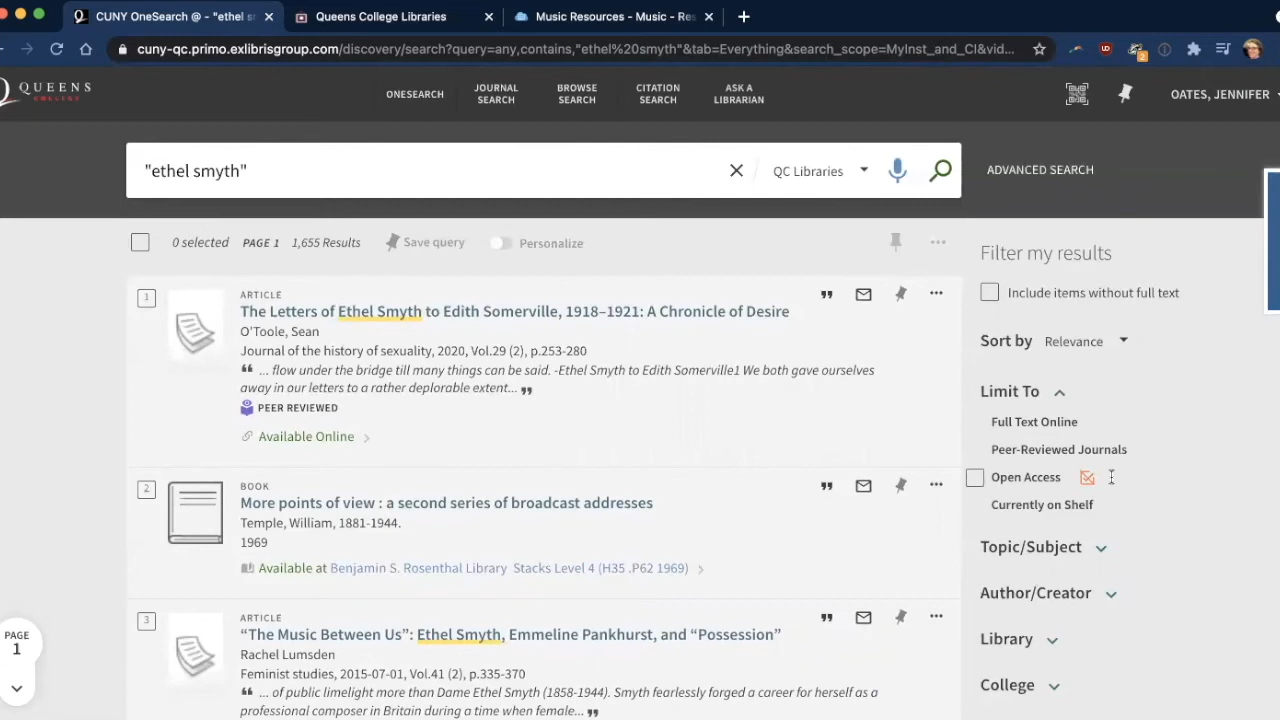 CUNY OneSearch @ - "ethel s
Queens College Libraries
Music Resources - Music - Res
cuny-qc.primo.exlibrisgroup.com/discovery/search?query=any,contains,"ethel%20smyth"&tab=Everything&search_scope=MyInst_and_CI&vid...
2
QUEENS
COLLEGE
ONESEARCH
JOURNAL
SEARCH
BROWSE
SEARCH
CITATION
SEARCH
ASK A
LIBRARIAN
OATES, JENNIFER
"ethel smyth"
QC Libraries
ADVANCED SEARCH
0 selected PAGE 1 1,655 Results Save query Personalize
Filter my results
Include items without full text
Sort by Relevance
Limit To
Full Text Online
Peer-Reviewed Journals
Open Access
Currently on Shelf
Topic/Subject
Author/Creator
Library
College
1
ARTICLE
The Letters of Ethel Smyth to Edith Somerville, 1918–1921: A Chronicle of Desire
O'Toole, Sean
Journal of the history of sexuality, 2020, Vol.29 (2), p.253-280
... flow under the bridge till many things can be said. -Ethel Smyth to Edith Somerville1 We both gave ourselves
away in our letters to a rather deplorable extent...
PEER REVIEWED
Available Online
2
BOOK
More points of view : a second series of broadcast addresses
Temple, William, 1881-1944.
1969
Available at Benjamin S. Rosenthal Library Stacks Level 4 (H35 .P62 1969)
3
ARTICLE
“The Music Between Us”: Ethel Smyth, Emmeline Pankhurst, and “Possession”
Rachel Lumsden
Feminist studies, 2015-07-01, Vol.41 (2), p.335-370
... of public limelight more than Dame Ethel Smyth (1858-1944). Smyth fearlessly forged a career for herself as a
professional composer in Britain during a time when female...
PAGE
1